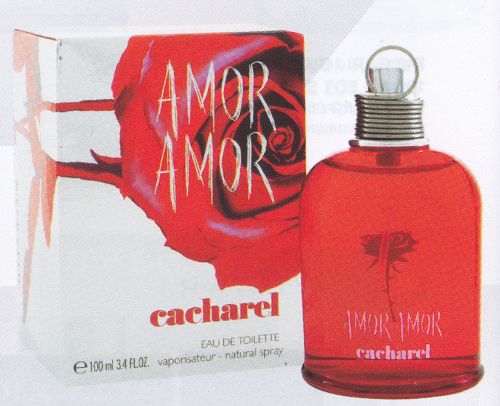 AMOR
AMOR
cacharel
EAU DE TOILETTE
℮ 100 ml 3.4 FL.OZ. vaporisateur - natural spray
AMOR AMOR
cacharel